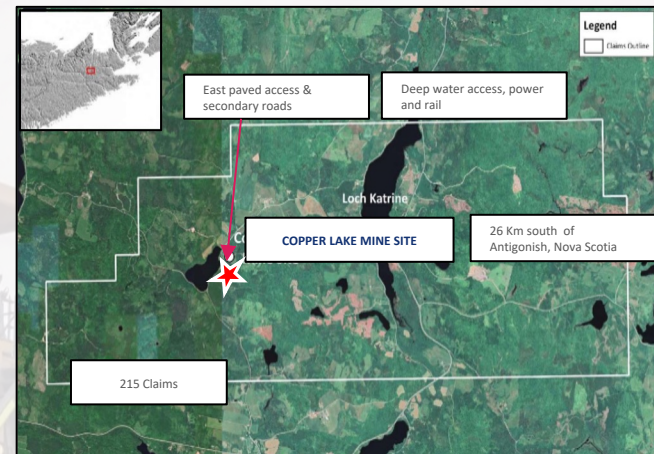 Legend
Claims Outline
East paved access &
secondary roads
Deep water access, power
and rail
Loch Katrine
COPPER LAKE MINE SITE
26 Km south of
Antigonish, Nova Scotia
215 Claims